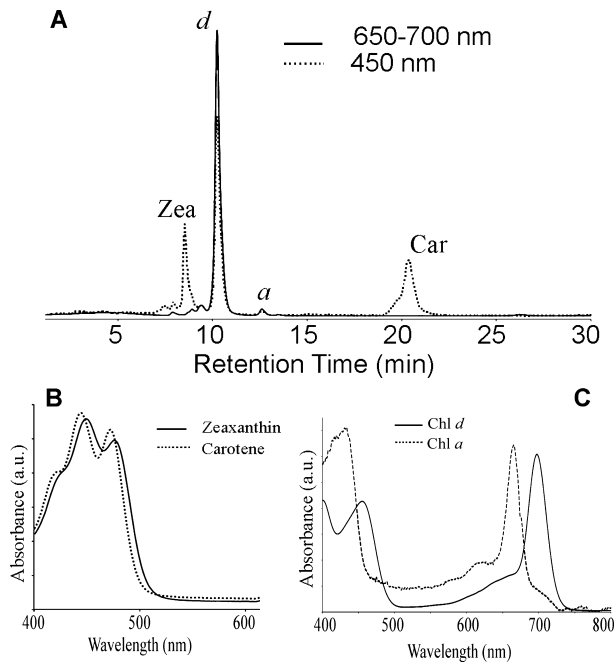 A
d
650-700 nm
450 nm
Zea
a
Car
5 10 15 20 25 30
Retention Time (min)
B
Zeaxanthin
Carotene
Absorbance (a.u.)
400 500 600
Wavelength (nm)
C
Chl d
Chl a
Absorbance (a.u.)
400 500 600 700 800
Wavelength (nm)